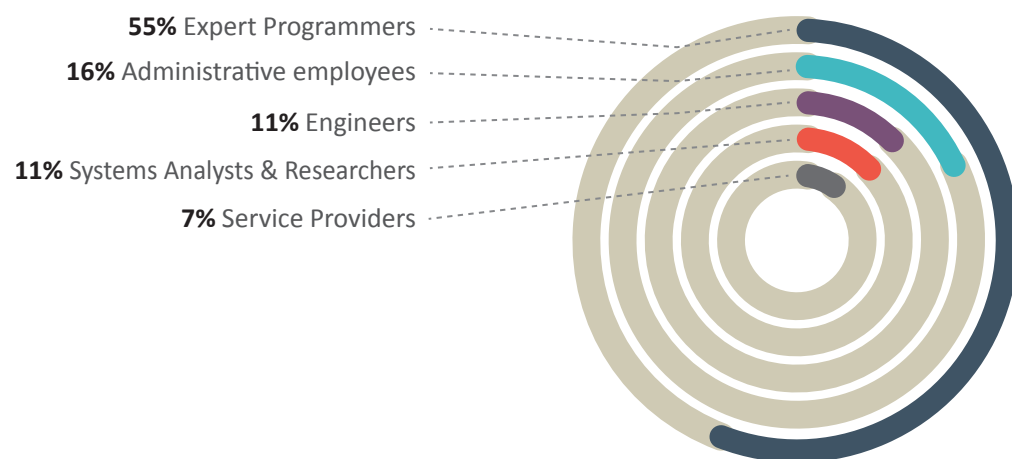 55% Expert Programmers
16% Administrative employees
11% Engineers
11% Systems Analysts & Researchers
7% Service Providers